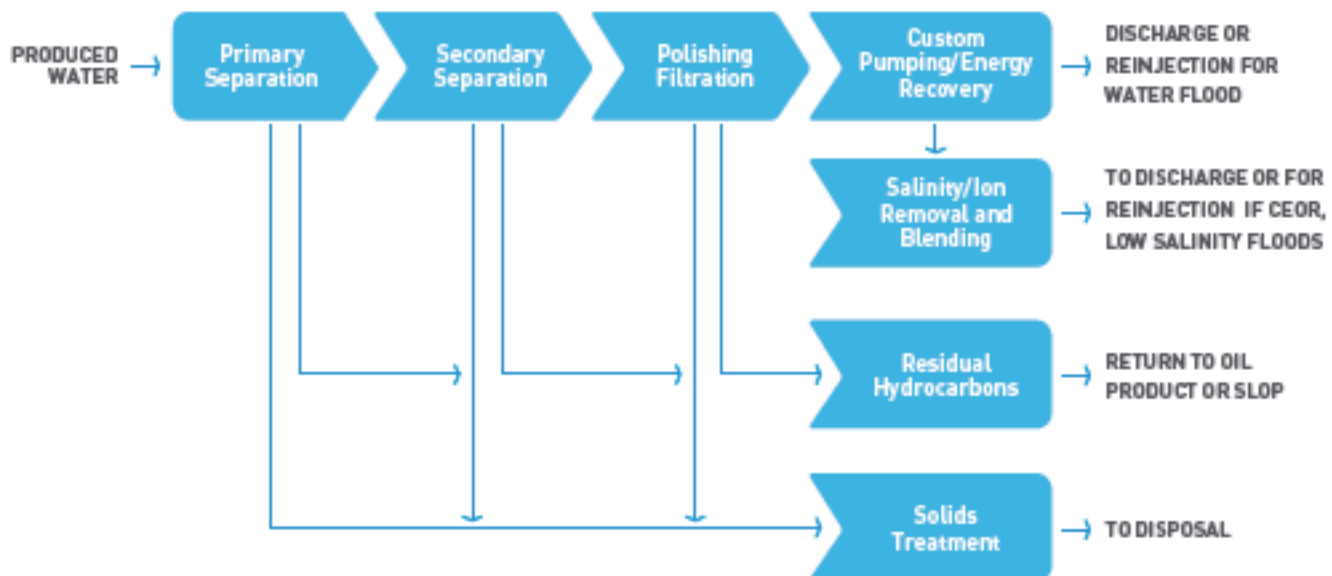 PRODUCED
WATER
Primary
Separation
Secondary
Separation
Polishing
Filtration
Custom
Pumping/Energy
Recovery
DISCHARGE OR
REINJECTION FOR
WATER FLOOD
Salinity/Ion
Removal and
Blending
TO DISCHARGE OR FOR
REINJECTION IF CEOR,
LOW SALINITY FLOODS
Residual
Hydrocarbons
RETURN TO OIL
PRODUCT OR SLOP
Solids
Treatment
TO DISPOSAL